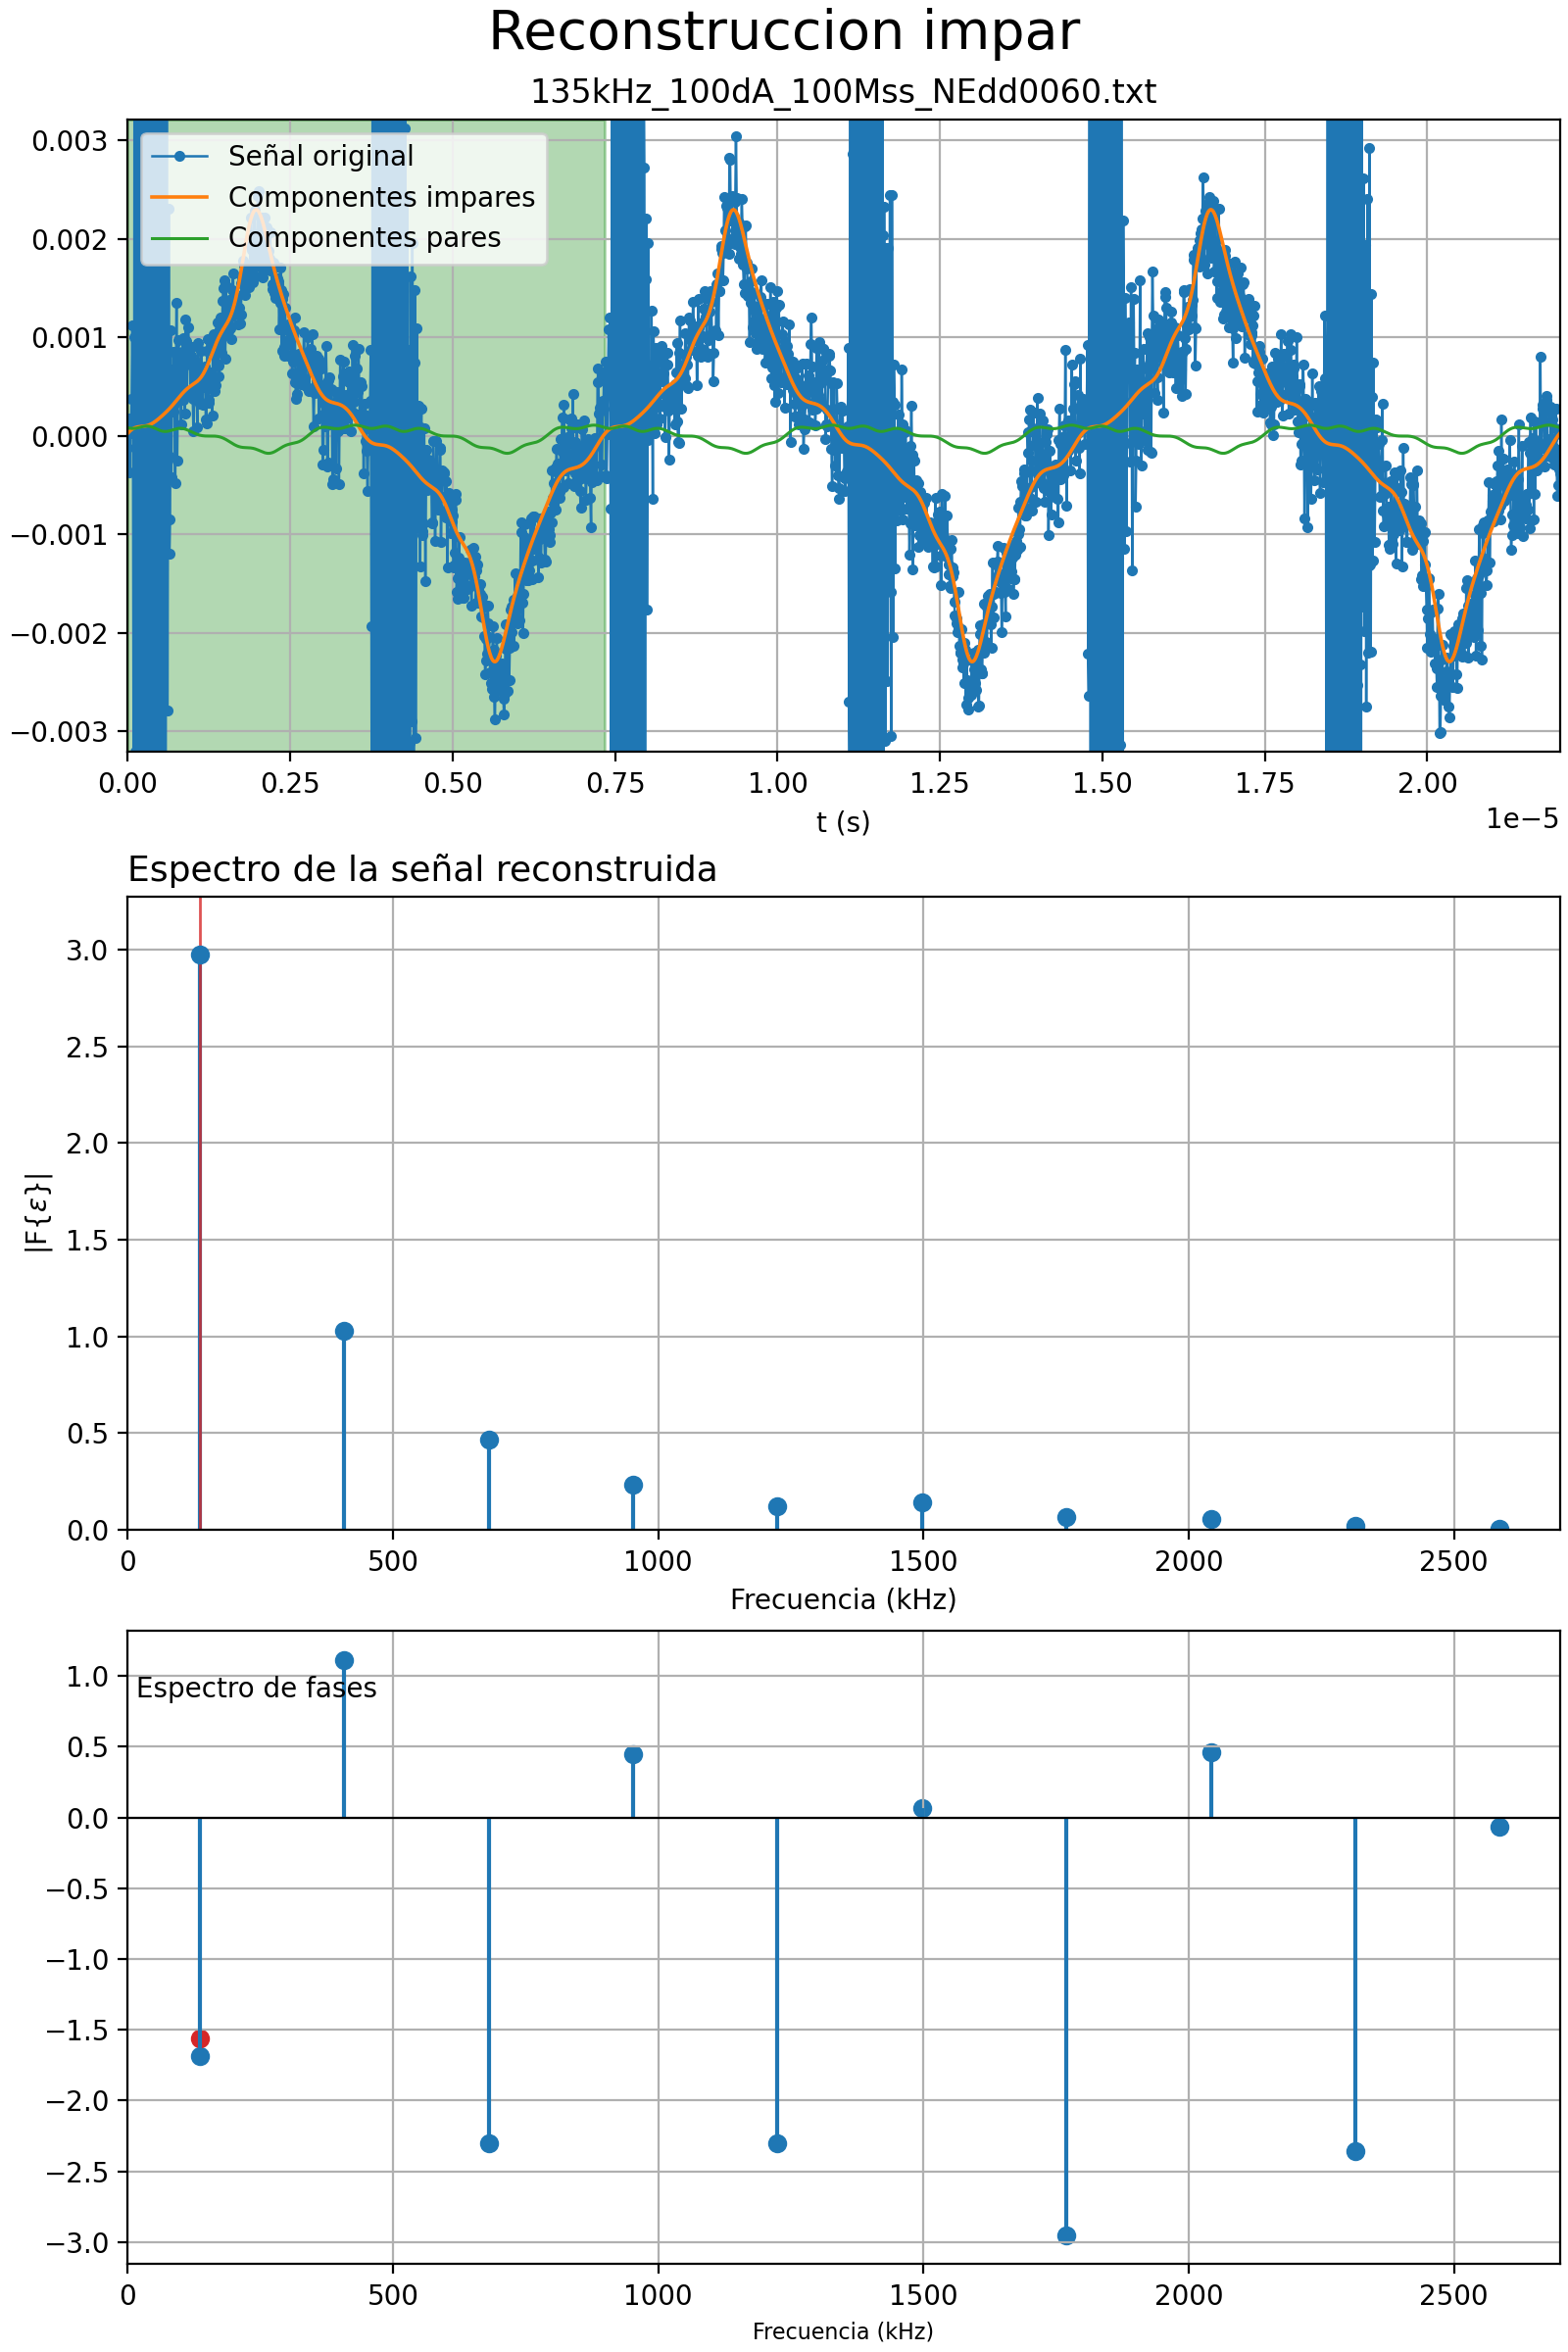 Reconstruccion impar
135kHz_100dA_100Mss_NEdd0060.txt
0.003
0.002
0.001
0.000
−0.001
−0.002
−0.003
Señal original
Componentes impares
Componentes pares
0.00 0.25 0.50 0.75 1.00 1.25 1.50 1.75 2.00
t (s)
1e−5
Espectro de la señal reconstruida
3.0
2.5
2.0
1.5
1.0
0.5
0.0
|F{ε}|
0 500 1000 1500 2000 2500
Frecuencia (kHz)
1.0
Espectro de fases
0.5
0.0
−0.5
−1.0
−1.5
−2.0
−2.5
−3.0
0 500 1000 1500 2000 2500
Frecuencia (kHz)